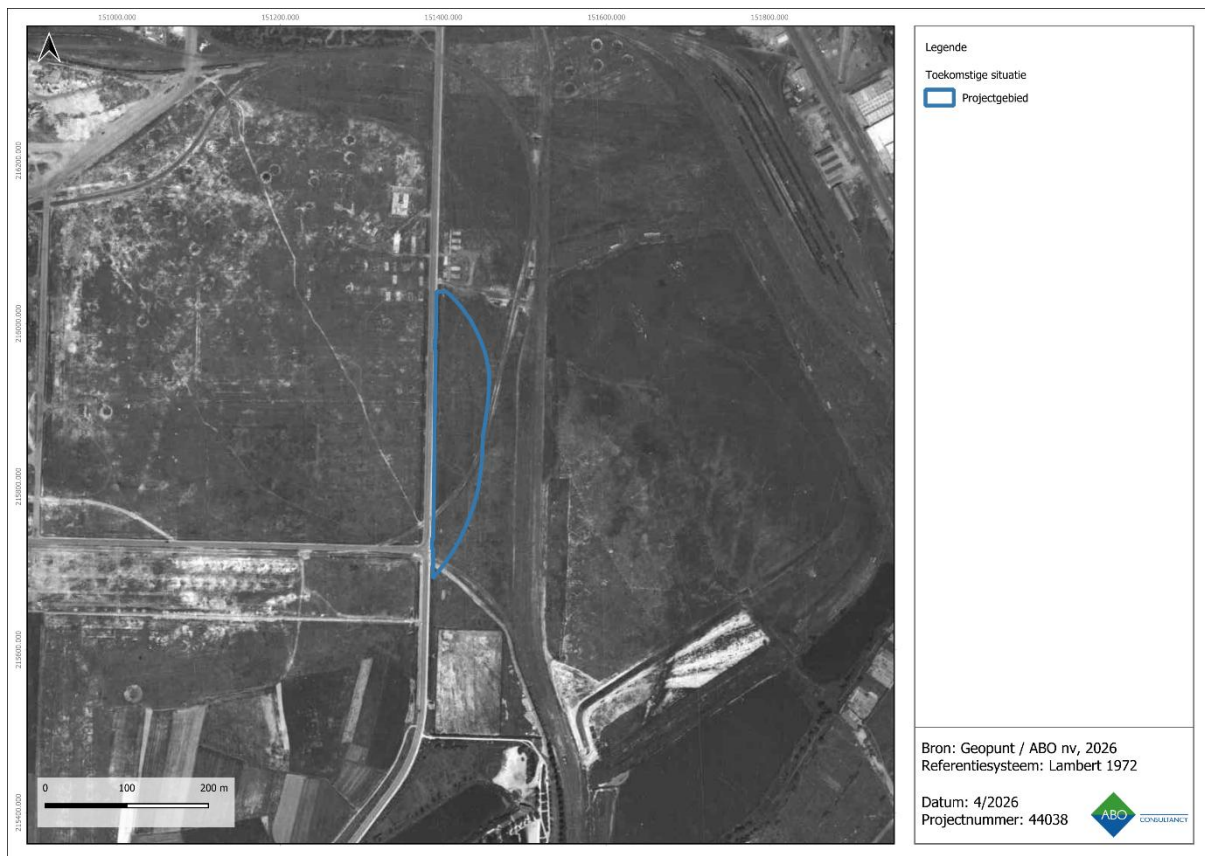 151000.000
151200.000
151400.000
151600.000
151800.000
216200.000
216000.000
215800.000
215600.000
215400.000
0
100
200 m
Legende
Toekomstige situatie
Projectgebied
Bron: Geopunt / ABO nv, 2026
Referentiesysteem: Lambert 1972
Datum: 4/2026
Projectnummer: 44038
ABO
CONSULTANCY